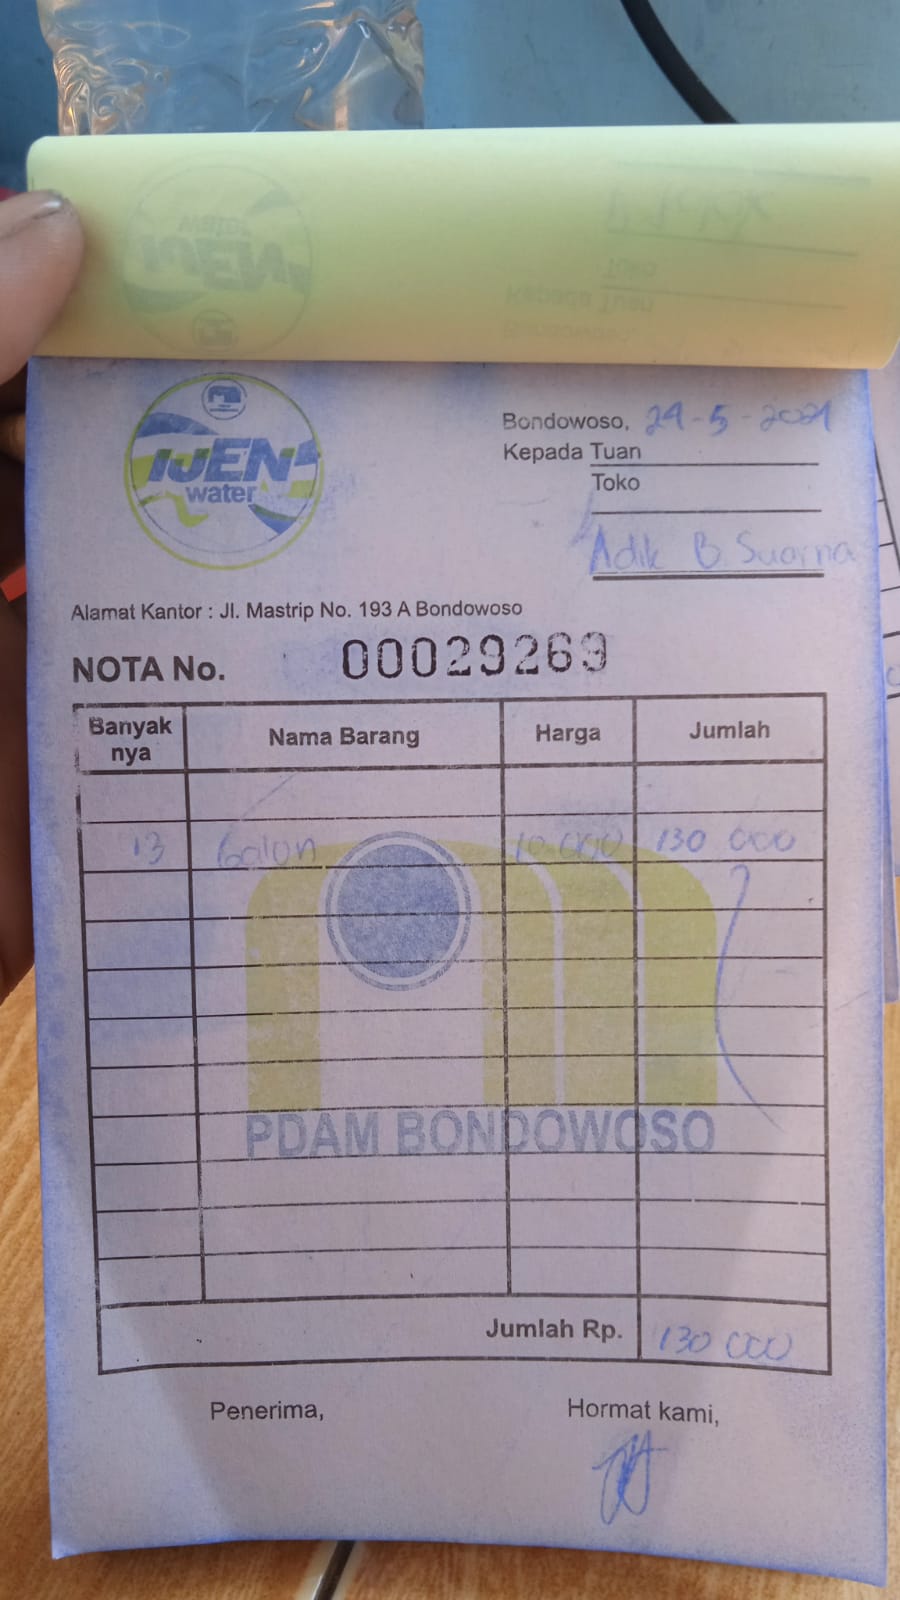 IJEN
water
Bondowoso, 29-5-2021
Kepada Tuan
Toko
Adik B Suarna
Alamat Kantor : Jl. Mastrip No. 193 A Bondowoso
NOTA No. 00029269
Banyak nya Nama Barang Harga Jumlah
13 Galon 10 000 130 000
PDAM BONDOWOSO
Jumlah Rp. 130 000
Penerima, Hormat kami,